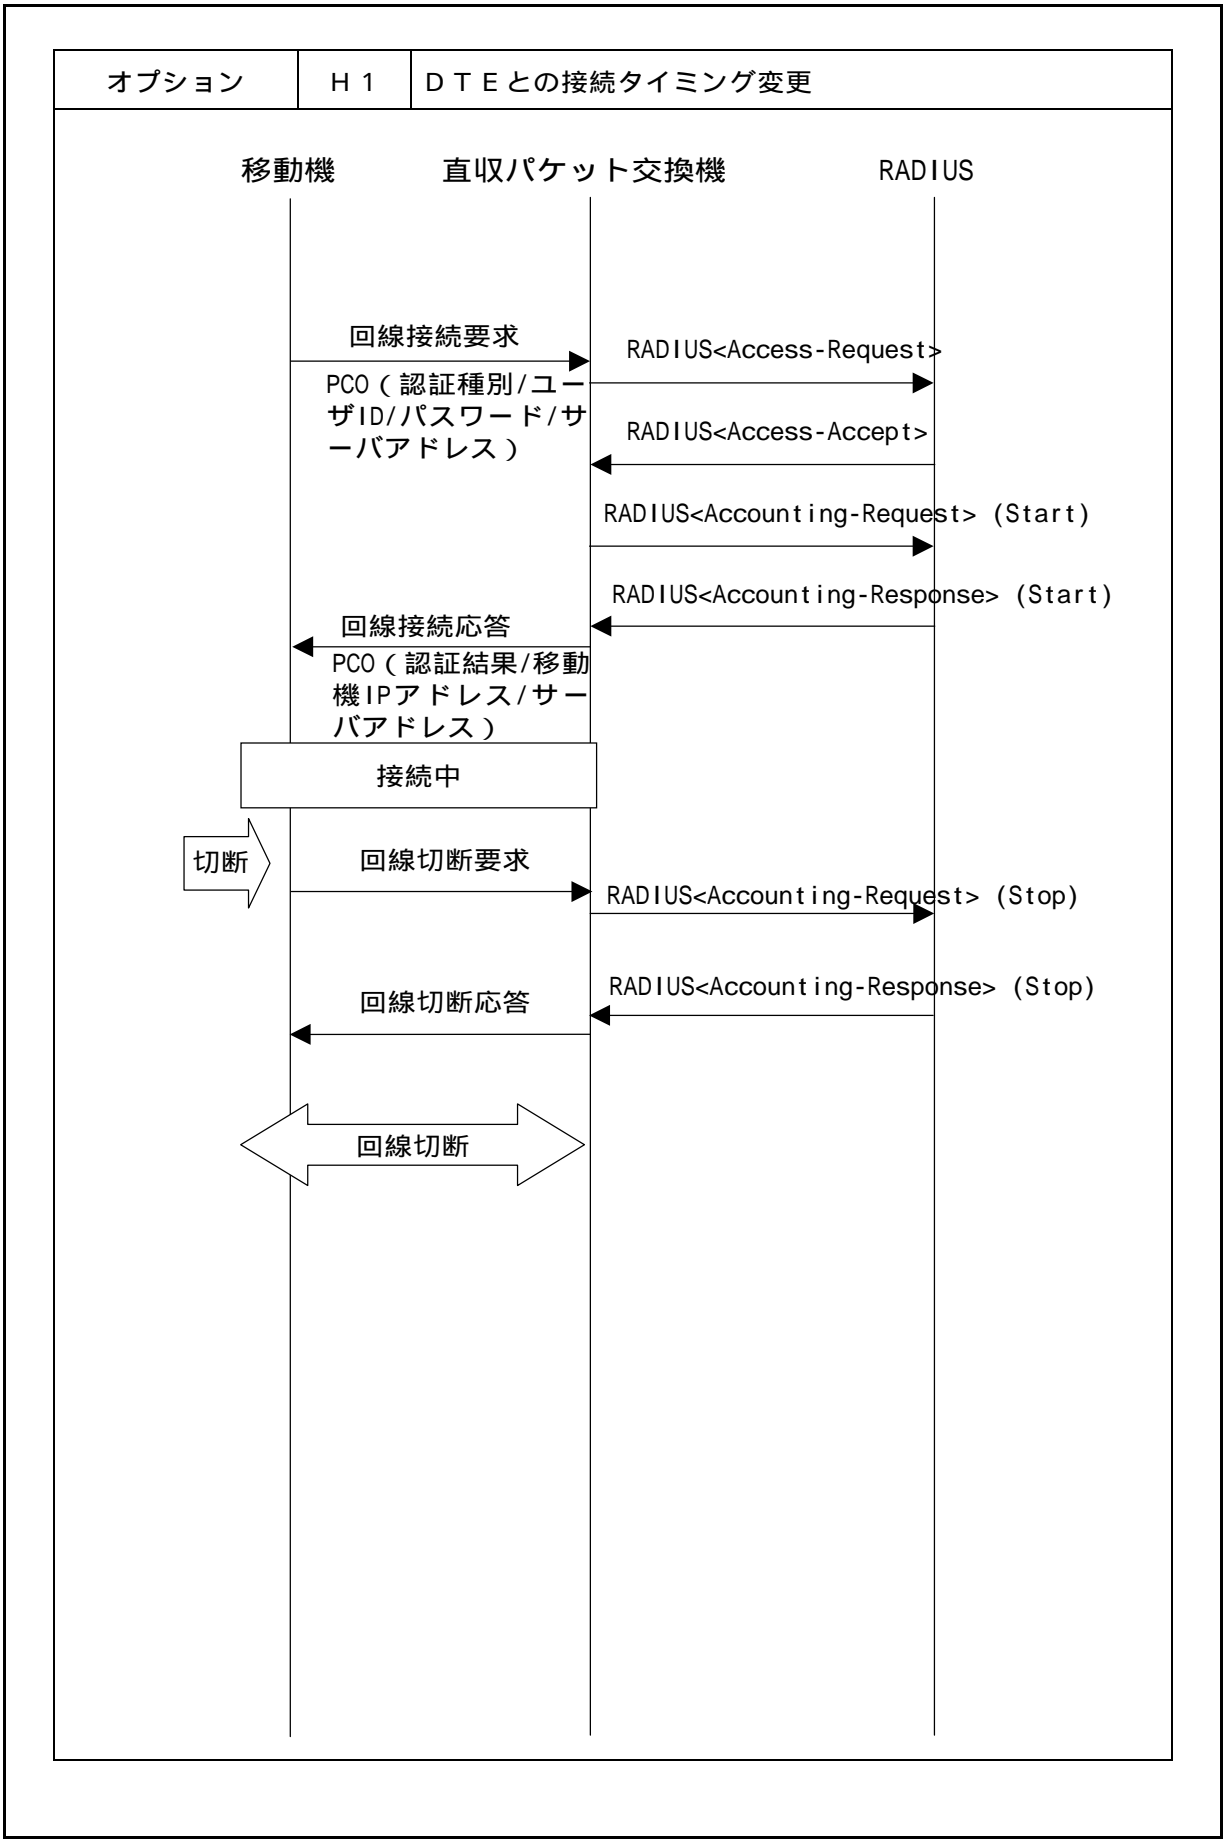 オプション Ｈ１ ＤＴＥとの接続タイミング変更
移動機 直収パケット交換機 RADIUS
回線接続要求
RADIUS<Access-Request>
PCO（認証種別/ユー
ザID/パスワード/サ
ーバアドレス）
RADIUS<Access-Accept>
RADIUS<Accounting-Request> (Start)
RADIUS<Accounting-Response> (Start)
回線接続応答
PCO（認証結果/移動
機IPアドレス/サー
バアドレス）
接続中
切断
回線切断要求
RADIUS<Accounting-Request> (Stop)
RADIUS<Accounting-Response> (Stop)
回線切断応答
回線切断